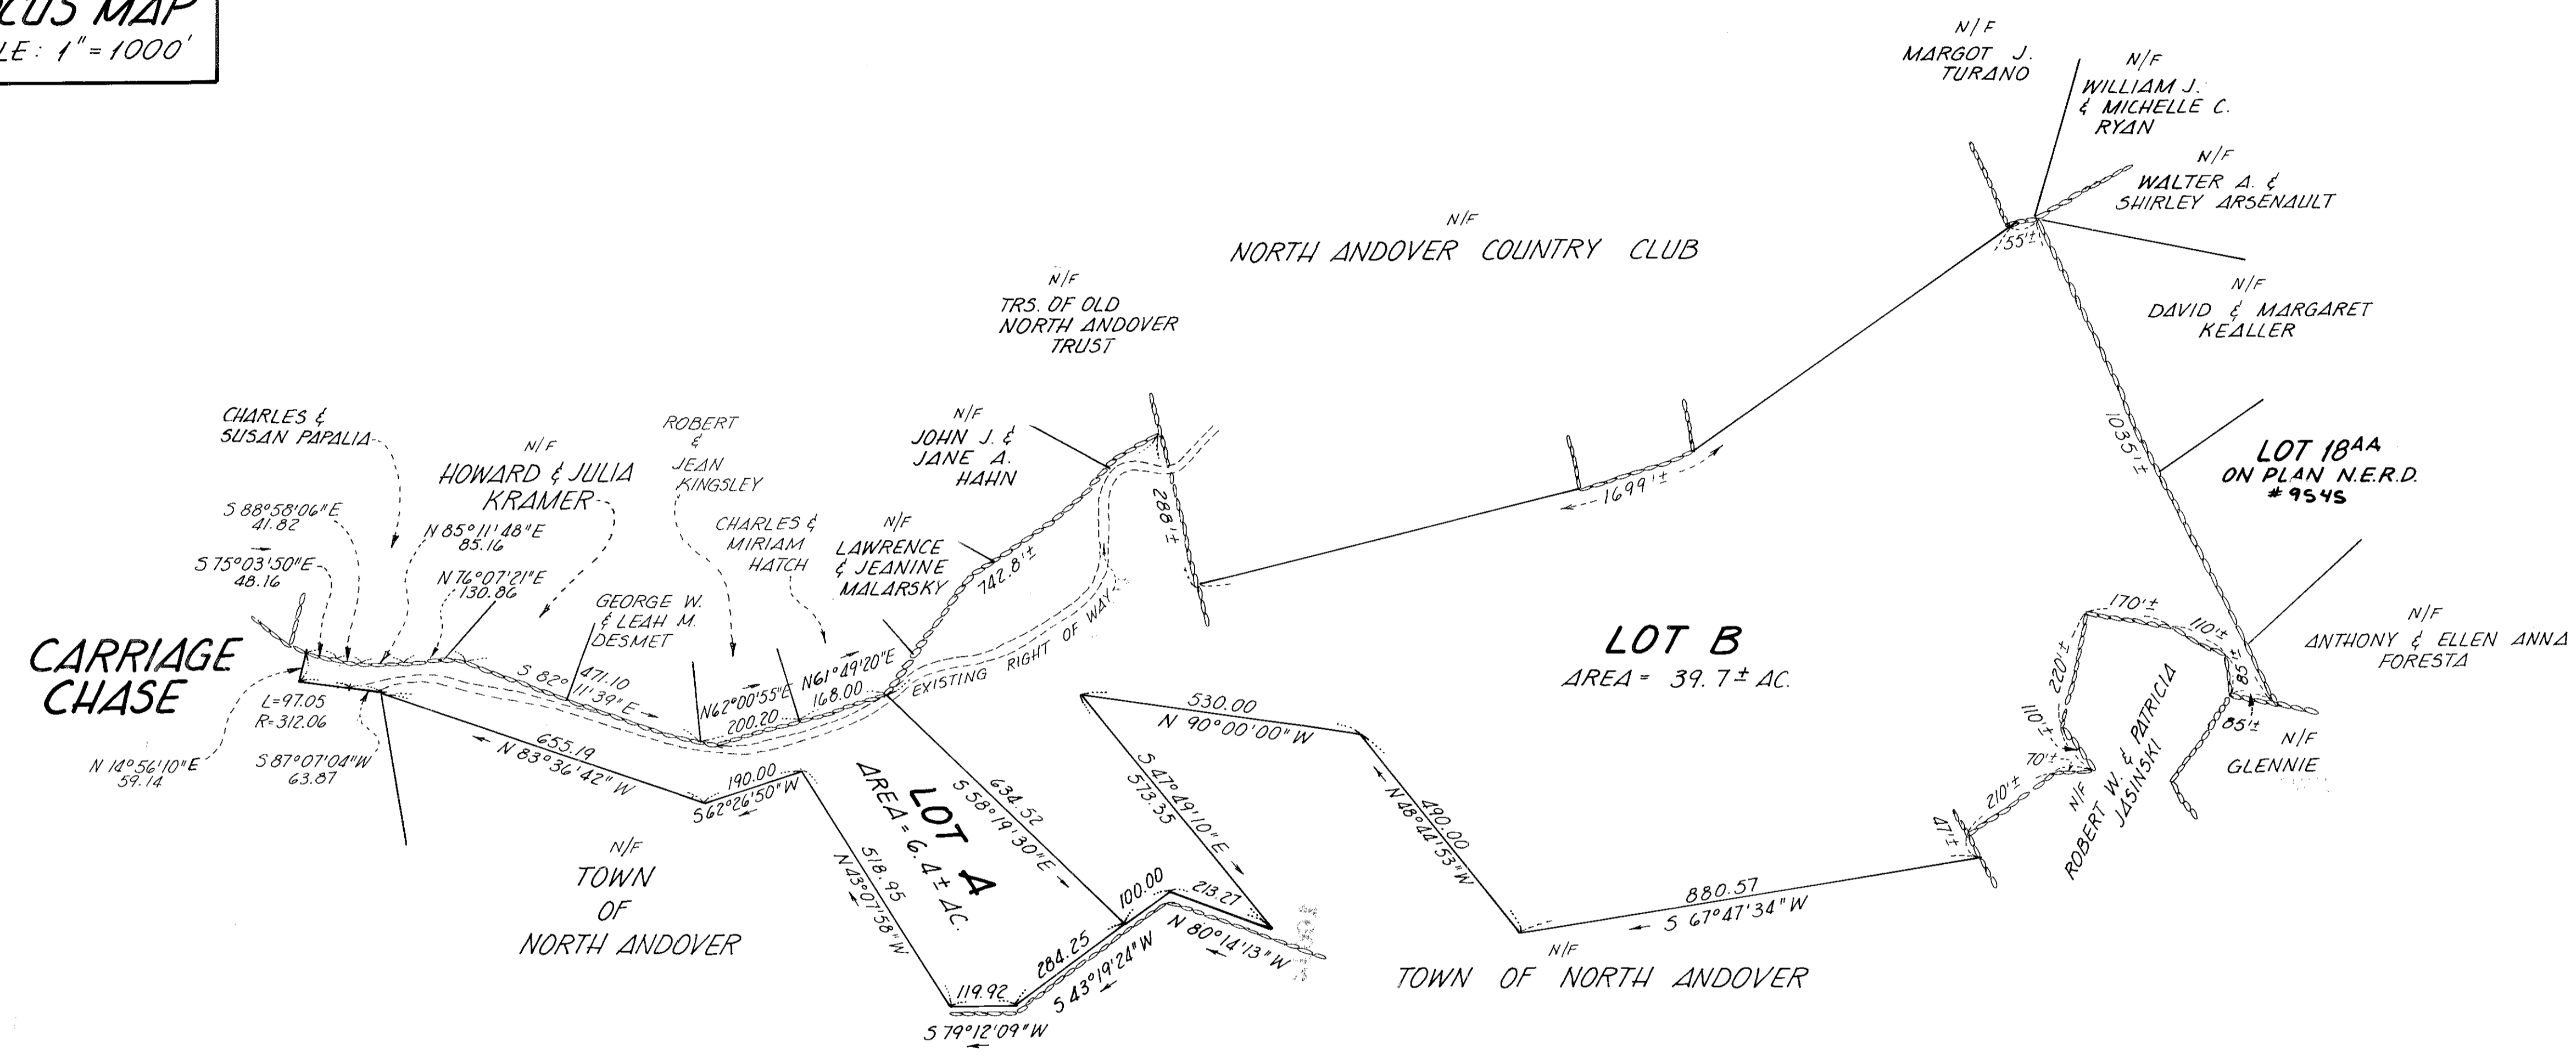 LOCUS MAP
SCALE: 1"=1000'
N/F
MARGOT J.
TURANO
N/F
WILLIAM J.
& MICHELLE C.
RYAN
N/F
WALTER A. &
SHIRLEY ARSENAULT
N/F
NORTH ANDOVER COUNTRY CLUB
55'±
N/F
TRS. OF OLD
NORTH ANDOVER
TRUST
N/F
DAVID & MARGARET
KEALLER
CHARLES &
SUSAN PAPALIA
N/F
HOWARD & JULIA
KRAMER
ROBERT
&
JEAN
KINGSLEY
N/F
JOHN J. &
JANE A.
HAHN
1035'±
LOT 18AA
ON PLAN N.E.R.D.
#9545
288'±
1699'±
S 88°58'06"E
41.82
N 85°11'48"E
85.16
CHARLES &
MIRIAM
HATCH
N/F
LAWRENCE
& JEANINE
MALARSKY
742.8'±
S 75°03'50"E
48.16
N 76°07'21"E
130.86
GEORGE W.
& LEAH M.
DESMET
EXISTING RIGHT OF WAY
CARRIAGE
CHASE
471.10
S 82°11'39"E
N62°00'55"E
200.20
N61°49'20"E
168.00
LOT B
AREA = 39.7± AC.
170'±
110'±
220'±
85'±
N/F
ANTHONY & ELLEN ANNA
FORESTA
L=97.05
R=312.06
N 14°56'10"E
59.14
S 87°07'04"W
63.87
655.19
N 83°36'42"W
190.00
S62°26'50"W
530.00
N 90°00'00"W
S 47°49'10"E
573.35
110'±
70'±
85'±
N/F
GLENNIE
N/F
ROBERT W. & PATRICIA
JASINSKI
210'±
47'±
LOT A
AREA = 6.4± AC.
634.52
S 58°19'30"E
490.00
N 48°44'53"W
518.95
N 43°07'58"W
N/F
TOWN
OF
NORTH ANDOVER
100.00
213.27
N 80°14'13"W
284.25
S 43°19'24"W
119.92
S 79°12'09"W
880.57
S 67°47'34"W
N/F
TOWN OF NORTH ANDOVER